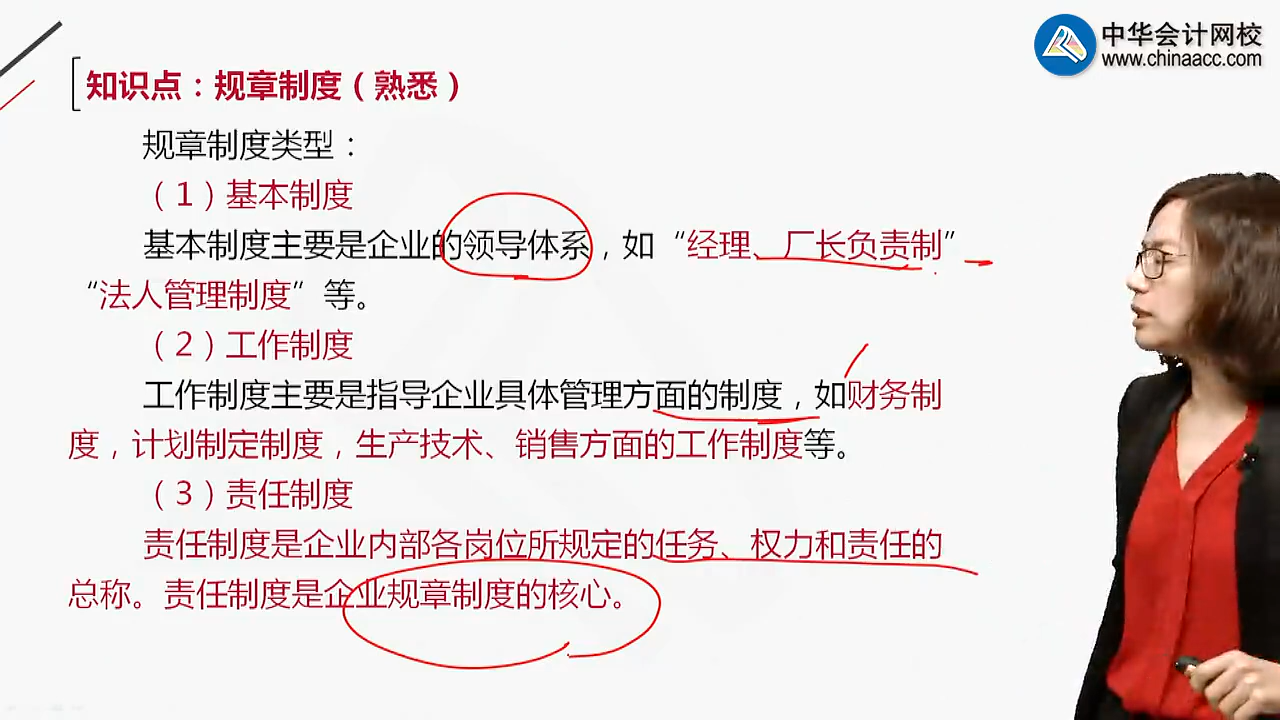 中华会计网校
www.chinaacc.com
知识点：规章制度（熟悉）
规章制度类型：
（1）基本制度
基本制度主要是企业的领导体系，如“经理、厂长负责制”
“法人管理制度”等。
（2）工作制度
工作制度主要是指导企业具体管理方面的制度，如财务制
度，计划制定制度，生产技术、销售方面的工作制度等。
（3）责任制度
责任制度是企业内部各岗位所规定的任务、权力和责任的
总称。责任制度是企业规章制度的核心。